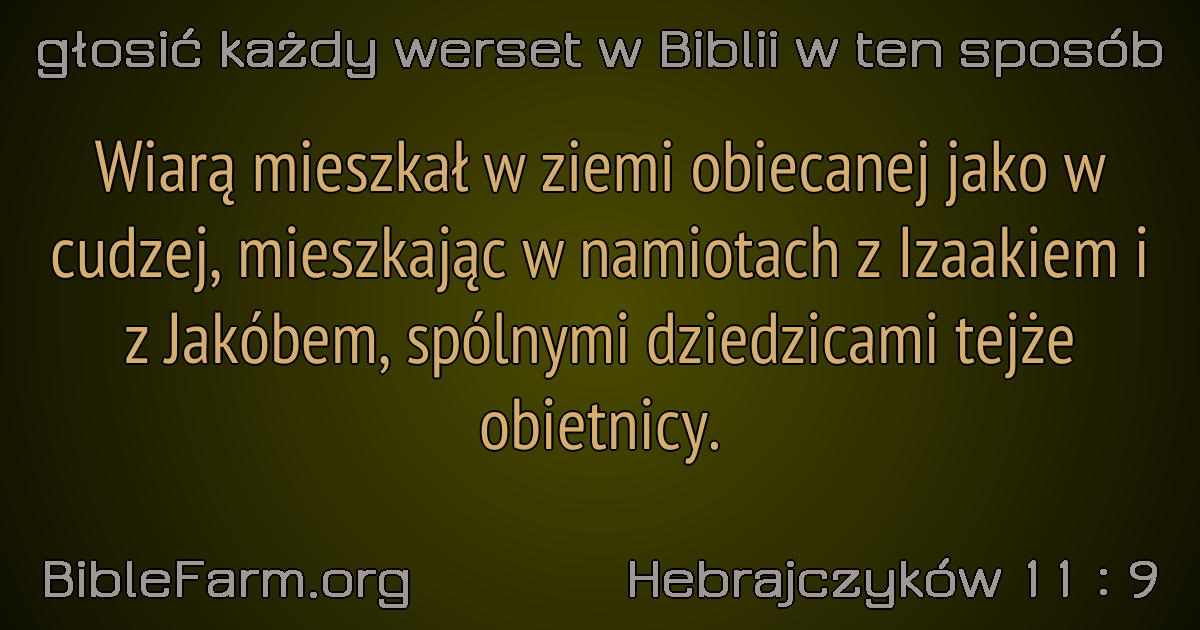 głosić każdy werset w Biblii w ten sposób
Wiarą mieszkał w ziemi obiecanej jako w
cudzej, mieszkając w namiotach z Izaakiem i
z Jakóbem, spólnymi dziedzicami tejże
obietnicy.
BibleFarm.org
Hebrajczyków 11 : 9